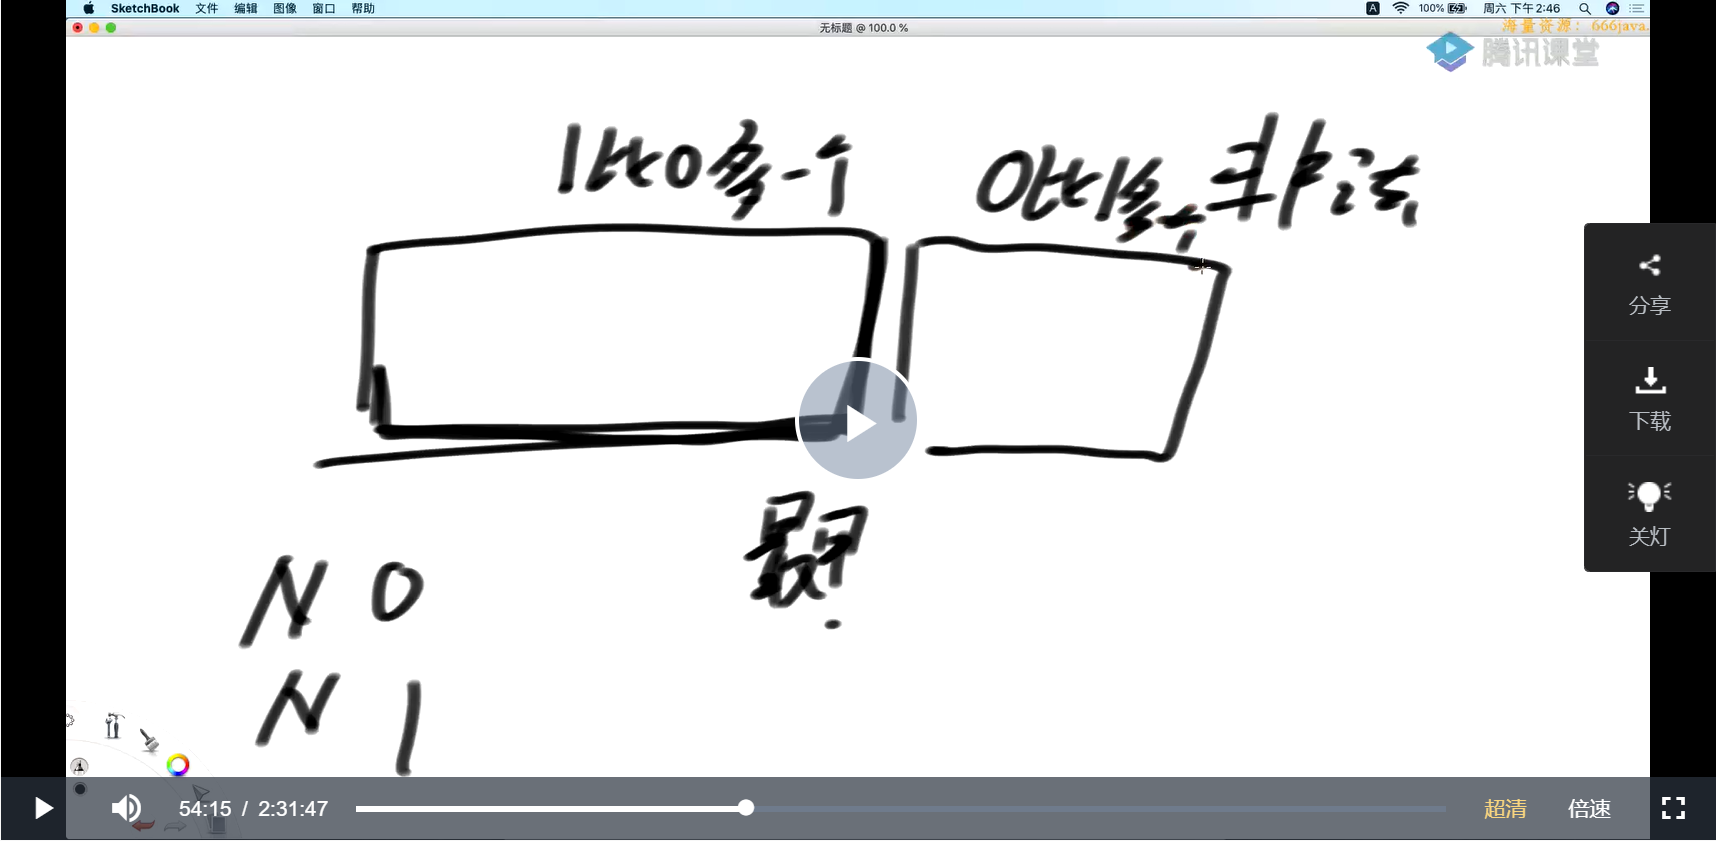 SketchBook 文件 编辑 图像 窗口 帮助
A 100% 周六 下午2:46
无标题 @ 100.0 %
海量资源：666java.
腾讯课堂
1比0多一个
0比1多一个非法
分享
下载
关灯
题
N 0
N 1
54:15 / 2:31:47
超清 倍速